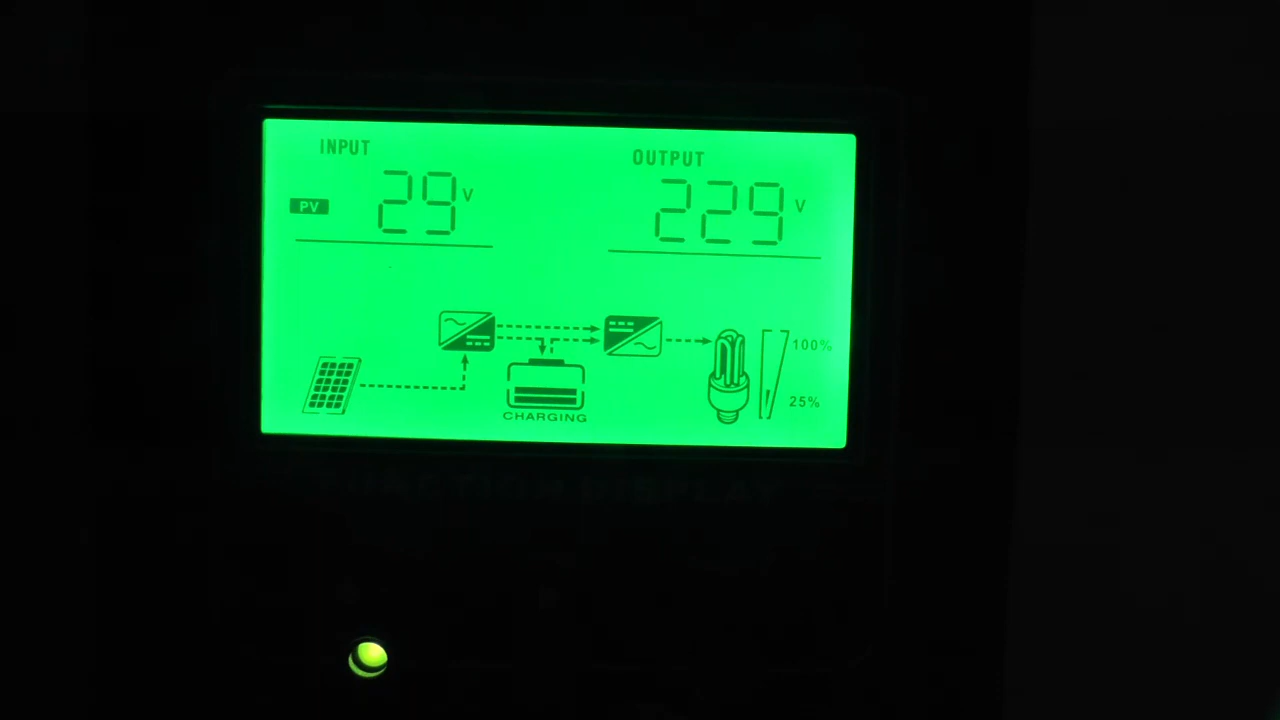 INPUT
OUTPUT
PV 29 V
229 V
100%
25%
CHARGING